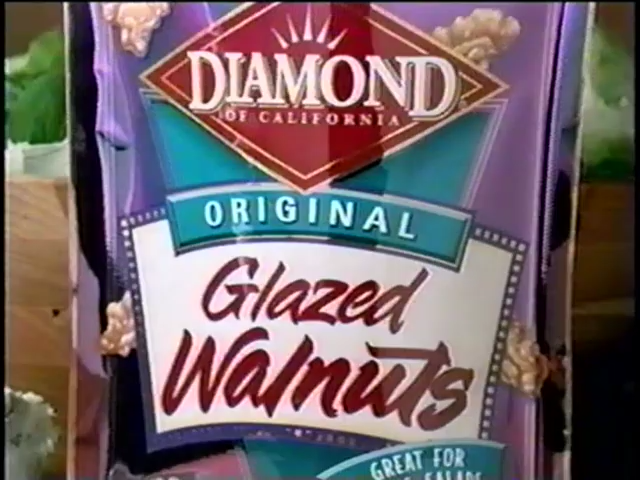 DIAMOND
OF CALIFORNIA
ORIGINAL
Glazed
Walnuts
GREAT FOR